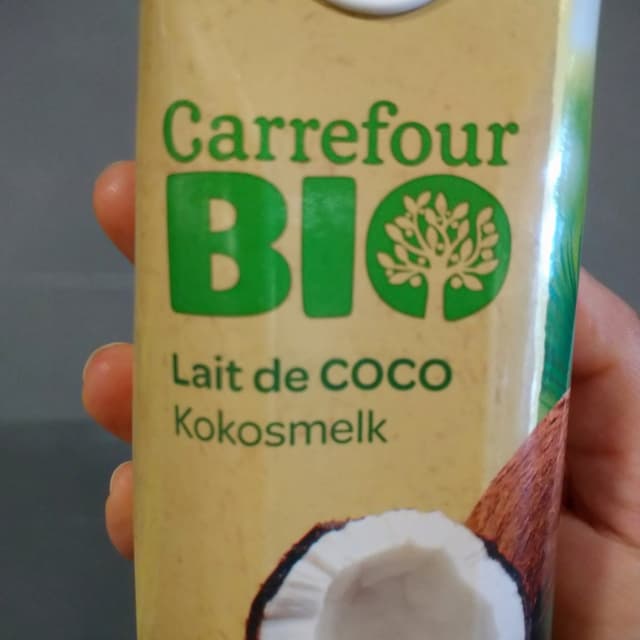 Carrefour
BIO
Lait de COCO
Kokosmelk